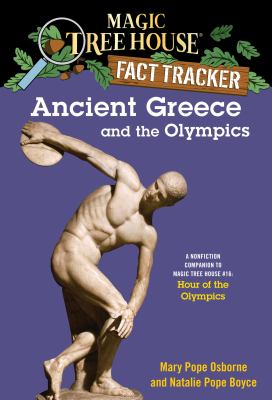 MAGIC
TREE HOUSE®
FACT TRACKER
Ancient Greece
and the Olympics
A NONFICTION
COMPANION TO
MAGIC TREE HOUSE #16:
Hour of the
Olympics
Mary Pope Osborne
and Natalie Pope Boyce